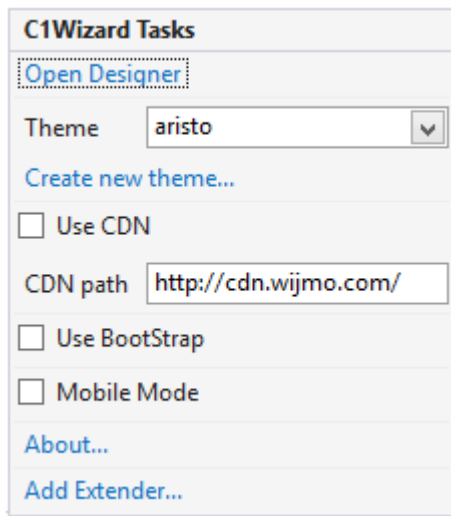 C1Wizard Tasks
Open Designer
Theme aristo
Create new theme...
Use CDN
CDN path http://cdn.wijmo.com/
Use BootStrap
Mobile Mode
About...
Add Extender...